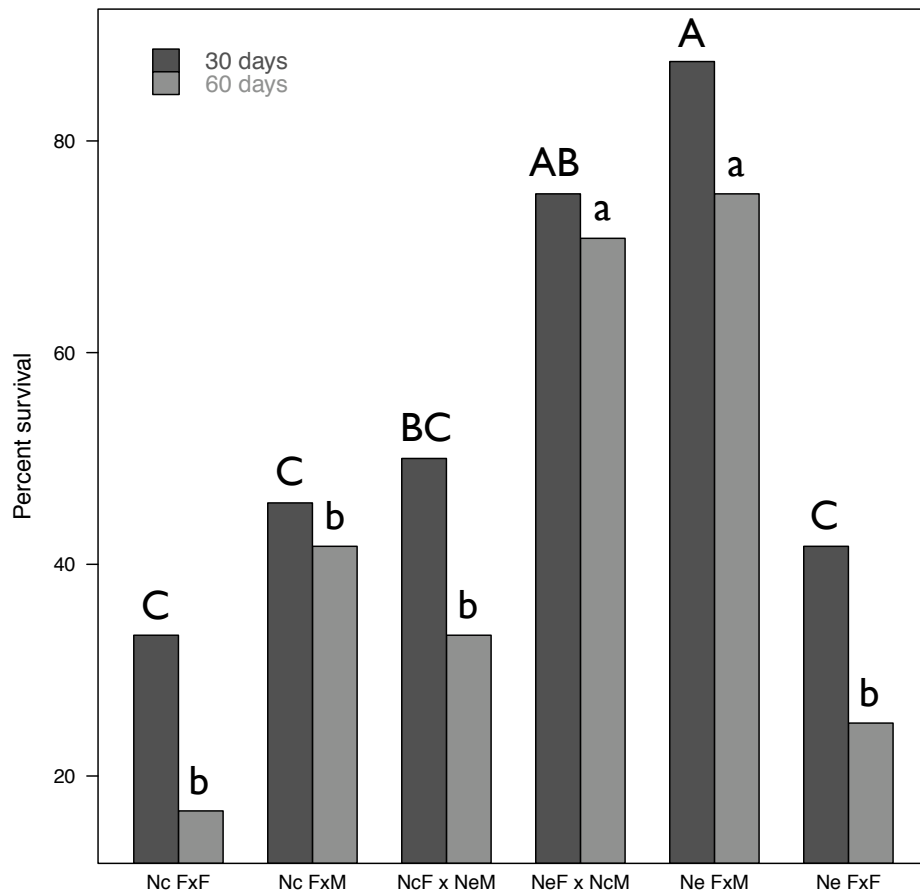 A
30 days
60 days
80
AB
a
a
60
BC
C
b
C
40
C
b
b
b
20
Percent survival
Nc FxF
Nc FxM
NcF x NeM
NeF x NcM
Ne FxM
Ne FxF